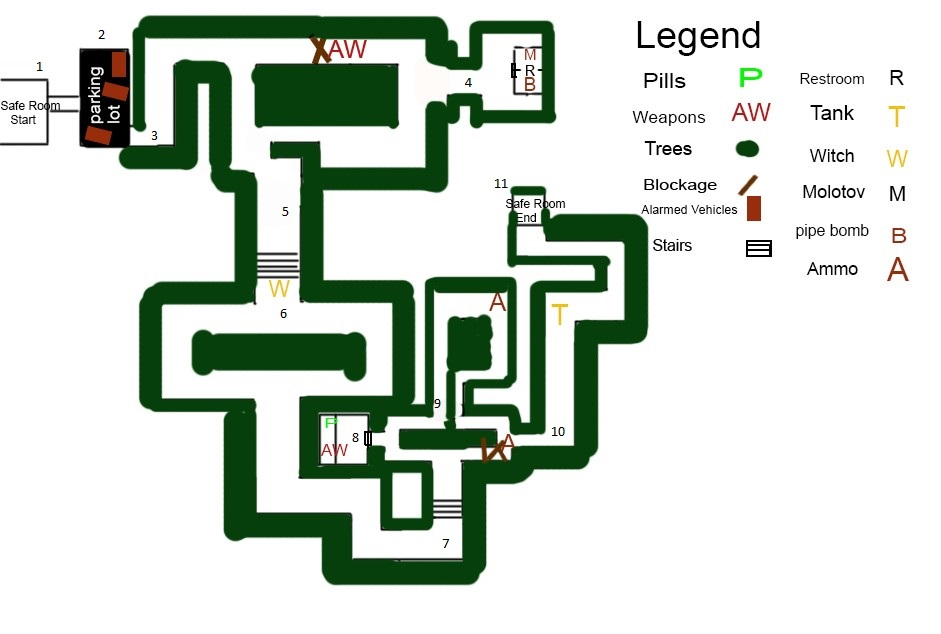 Legend
Pills P
Weapons AW
Trees
Blockage
Alarmed Vehicles
Stairs
Restroom R
Tank T
Witch W
Molotov M
pipe bomb B
Ammo A
1
Safe Room
Start
2
parking
lot
3
AW
4
M
R
B
5
W
6
11
Safe Room
End
A
T
9
P
AW
8
A
10
7